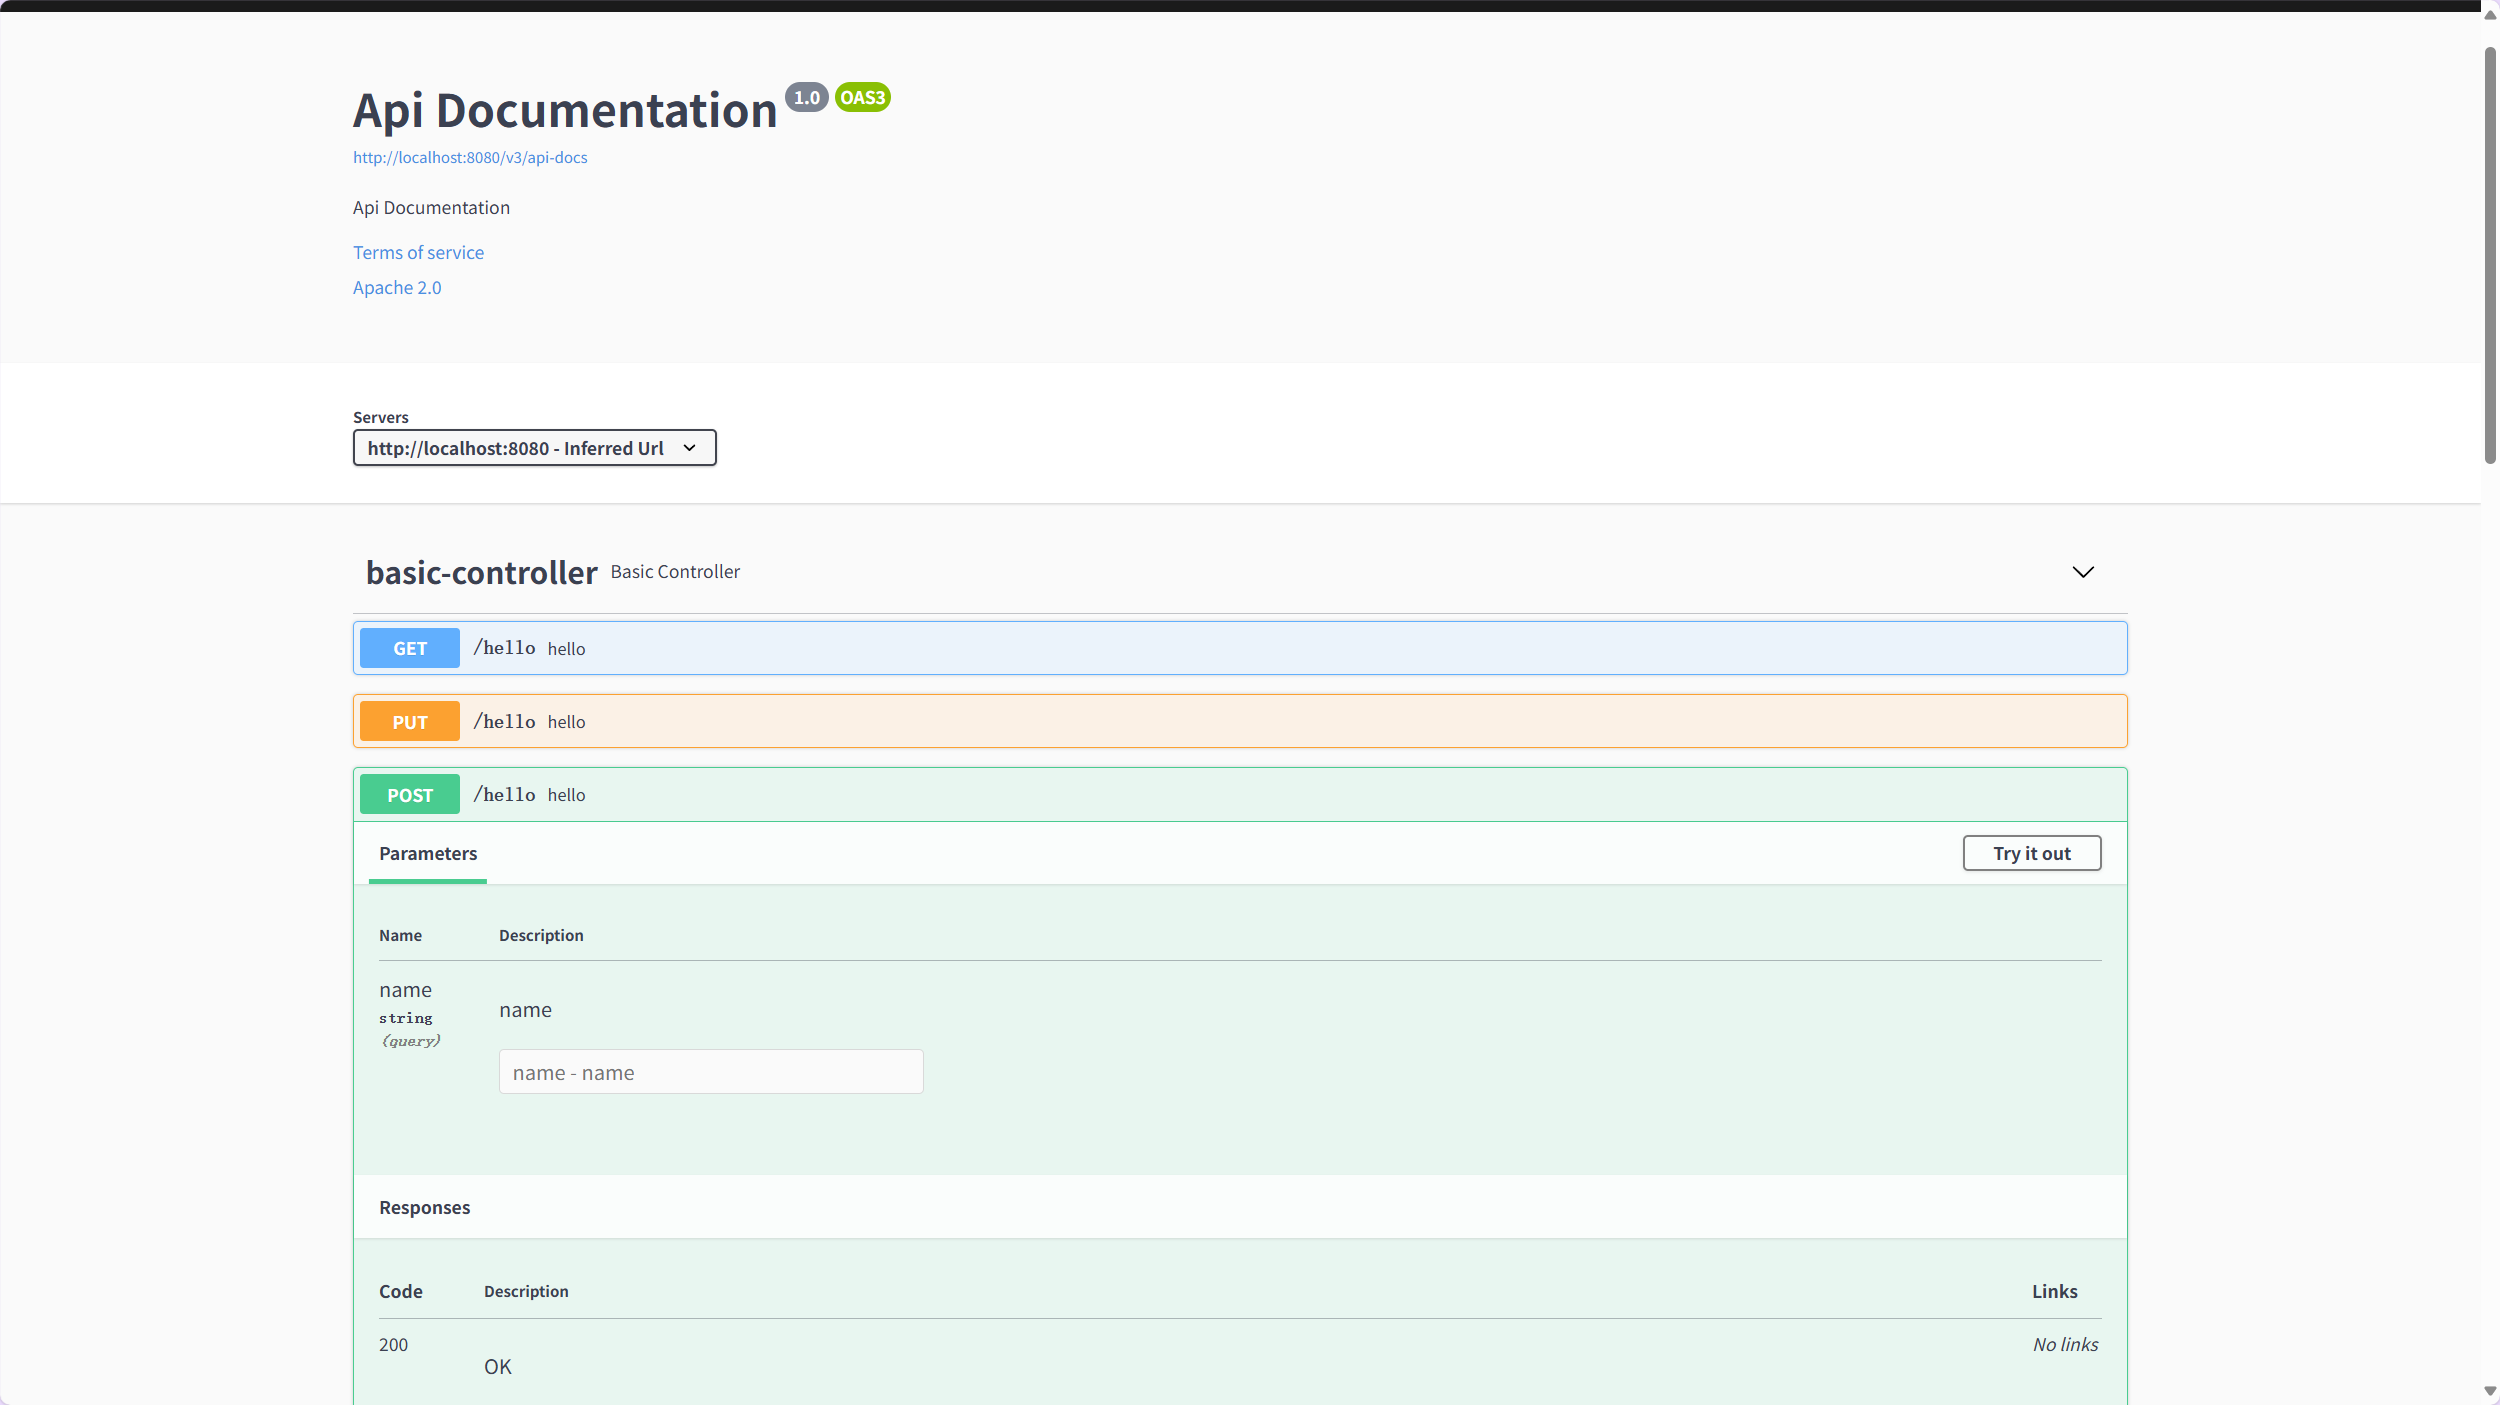 Api Documentation 1.0 OAS3
http://localhost:8080/v3/api-docs
Api Documentation
Terms of service
Apache 2.0
Servers
http://localhost:8080 - Inferred Url
basic-controller Basic Controller
GET /hello hello
PUT /hello hello
POST /hello hello
Parameters Try it out
Name Description
name
string
(query)
name
name - name
Responses
Code Description Links
200 No links
OK